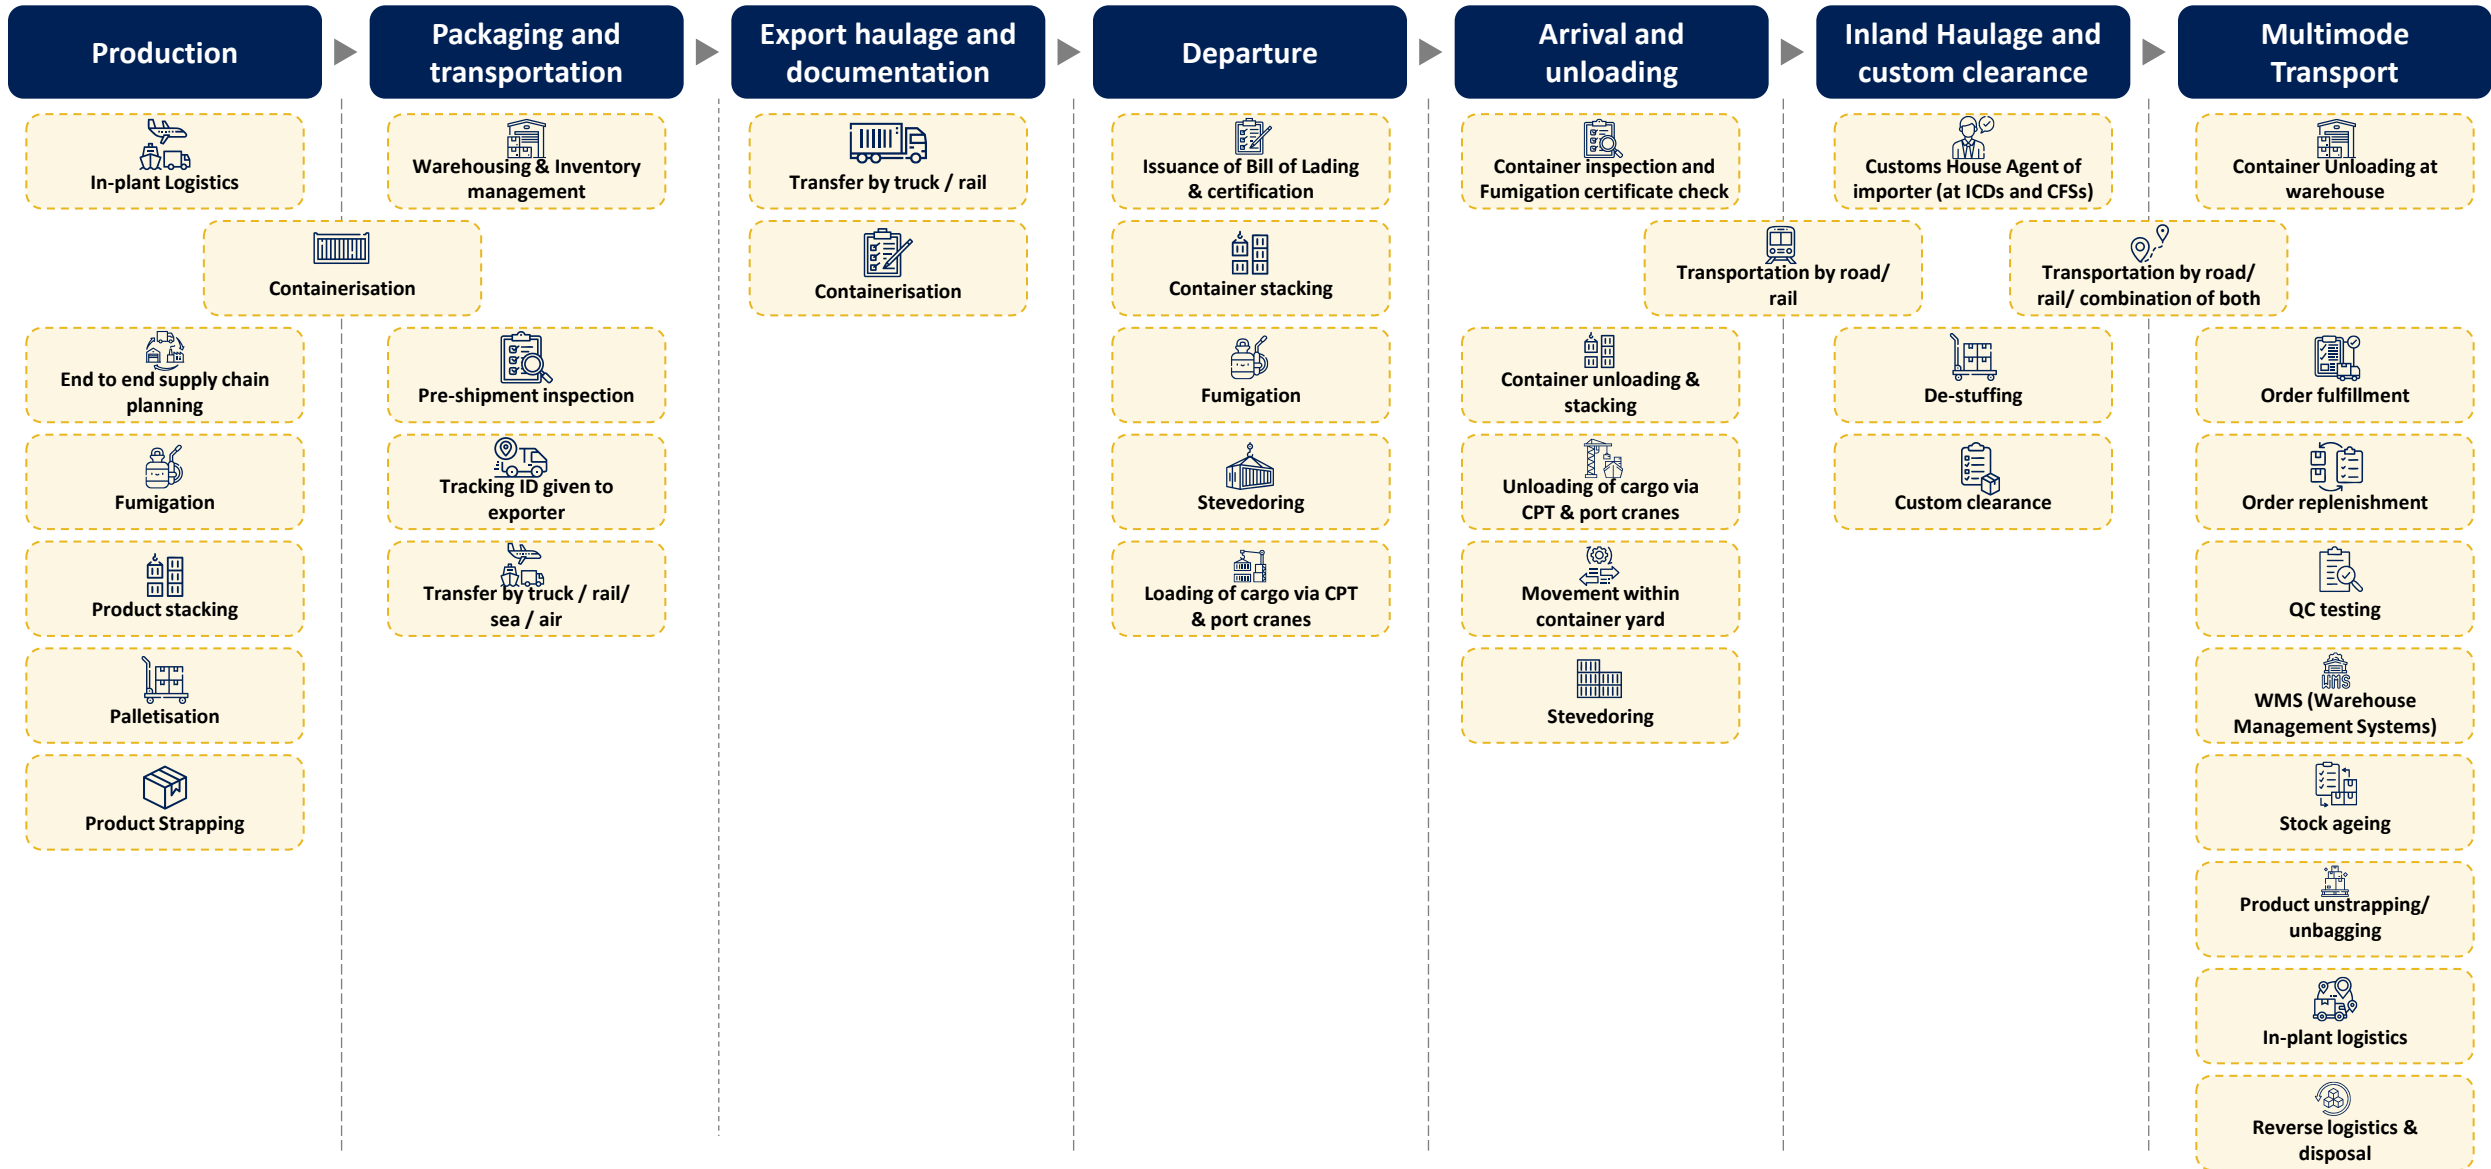 Production
Packaging and
transportation
Export haulage and
documentation
Departure
Arrival and
unloading
Inland Haulage and
custom clearance
Multimode
Transport
In-plant Logistics
Containerisation
End to end supply chain
planning
Fumigation
Product stacking
Palletisation
Product Strapping
Warehousing & Inventory
management
Pre-shipment inspection
Tracking ID given to
exporter
Transfer by truck / rail/
sea / air
Transfer by truck / rail
Containerisation
Issuance of Bill of Lading
& certification
Container stacking
Fumigation
Stevedoring
Loading of cargo via CPT
& port cranes
Container inspection and
Fumigation certificate check
Transportation by road/
rail
Container unloading &
stacking
Unloading of cargo via
CPT & port cranes
Movement within
container yard
Stevedoring
Customs House Agent of
importer (at ICDs and CFSs)
Transportation by road/
rail/ combination of both
De-stuffing
Custom clearance
Container Unloading at
warehouse
Order fulfillment
Order replenishment
QC testing
WMS
WMS (Warehouse
Management Systems)
Stock ageing
Product unstrapping/
unbagging
In-plant logistics
Reverse logistics &
disposal